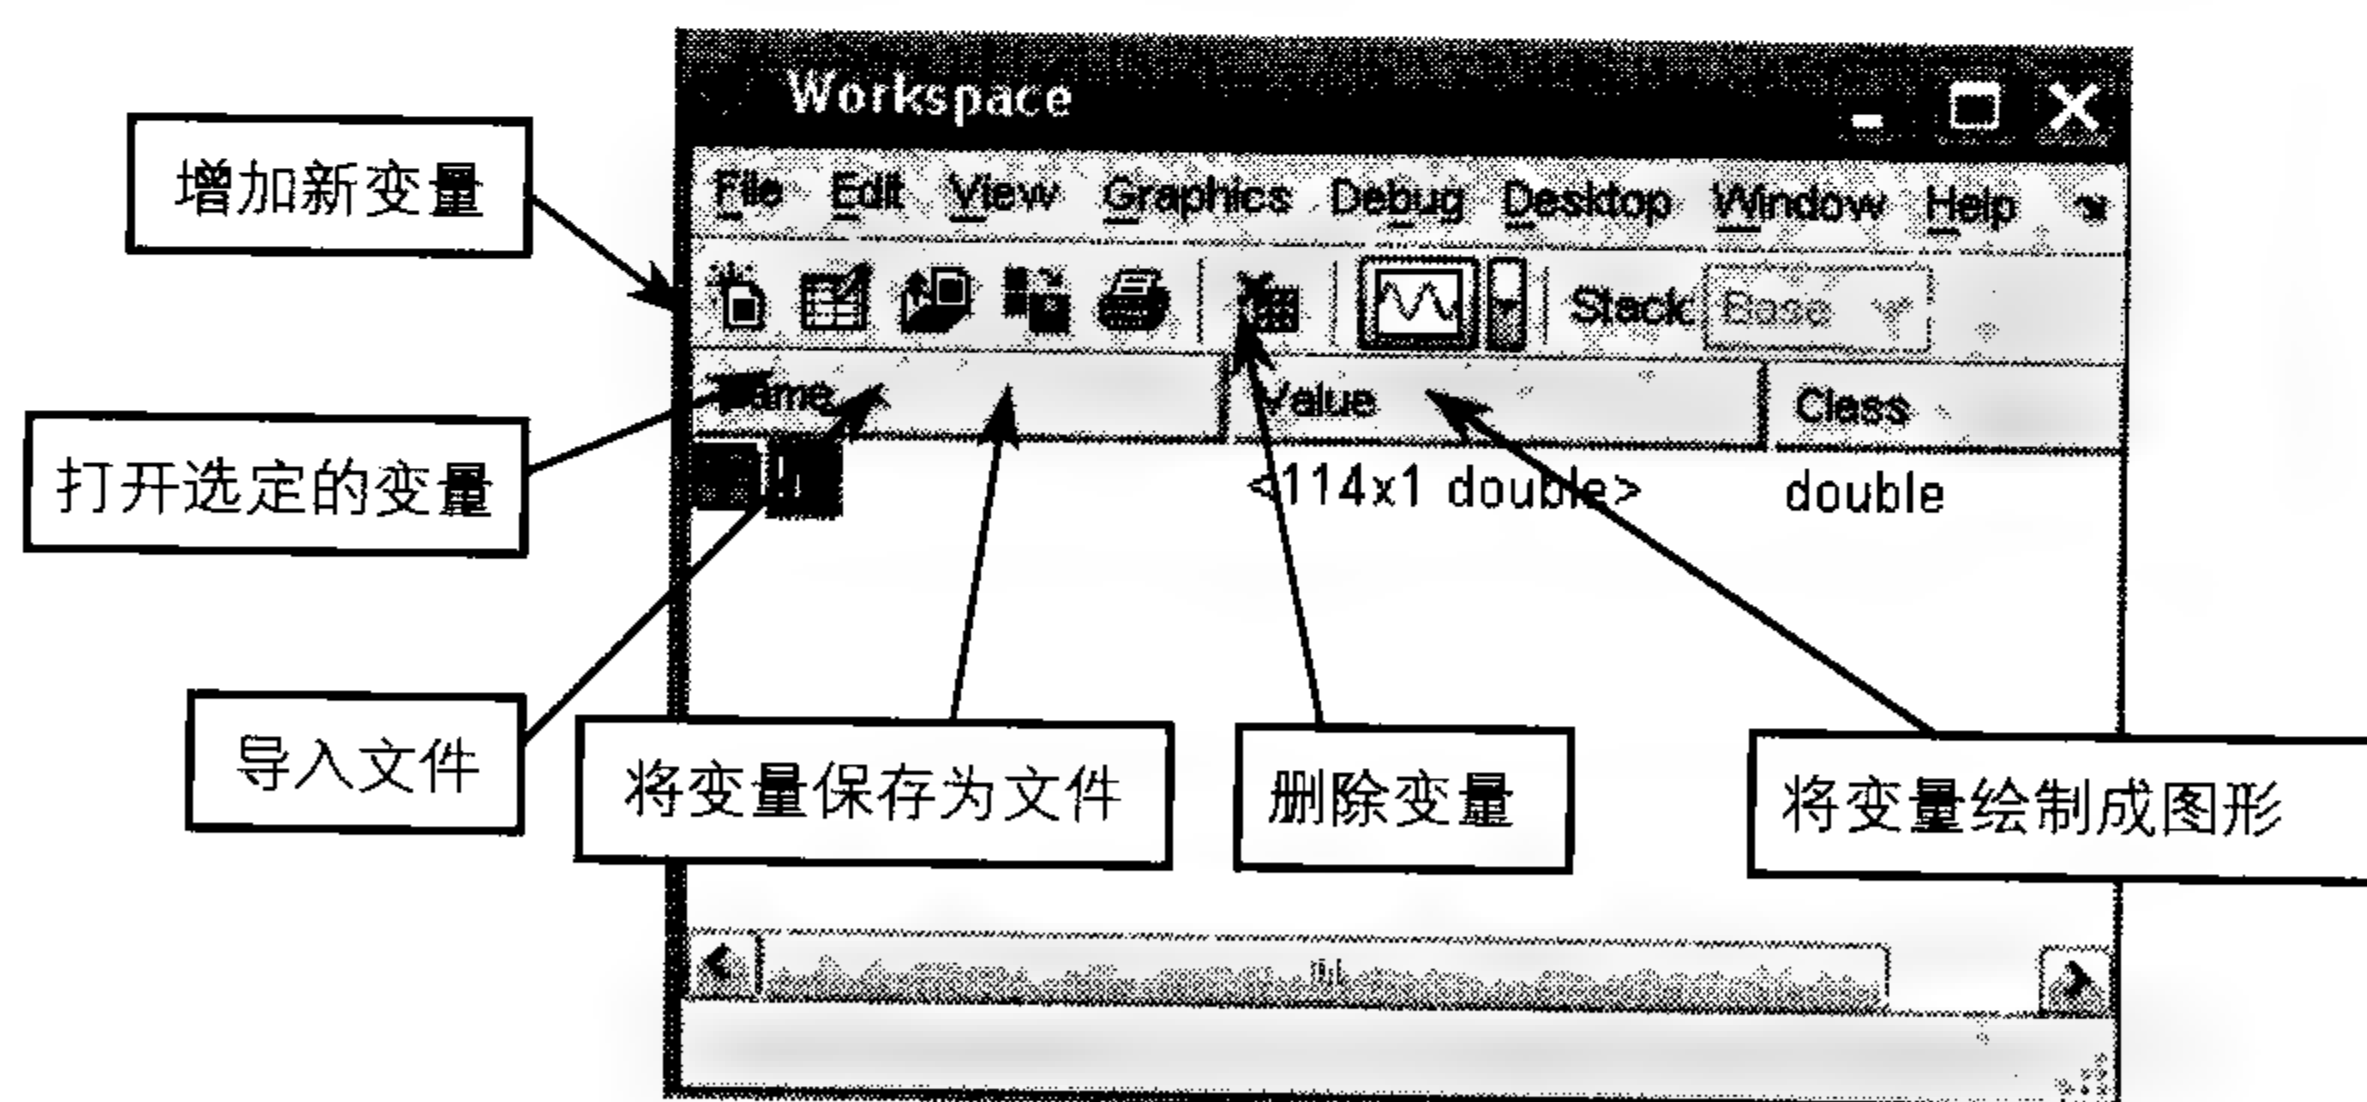 Workspace
File Edit View Graphics Debug Desktop Window Help
增加新变量
Stack: Base
Name Value Class
打开选定的变量
<114x1 double> double
导入文件
将变量保存为文件
删除变量
将变量绘制成图形